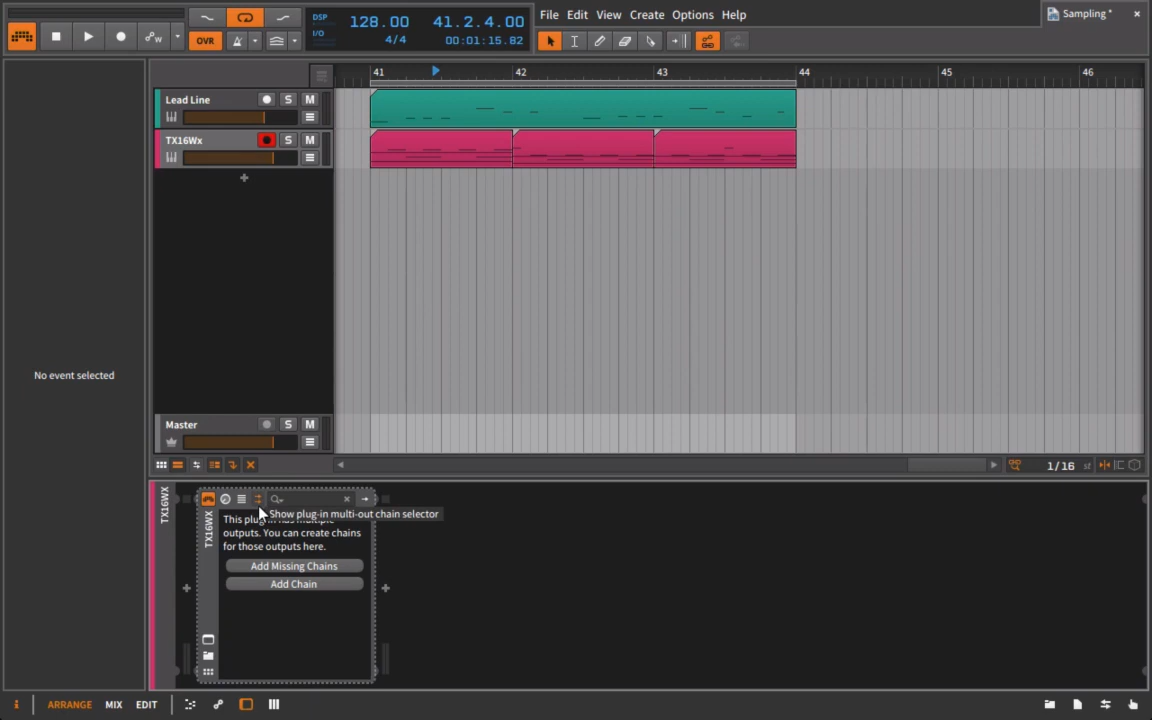 DSP
I/O
128.00
4/4
41.2.4.00
00:01:15.82
File Edit View Create Options Help
Sampling *
OVR
W
41 42 43 44 45 46
Lead Line
S M
TX16Wx
S M
No event selected
Master
S M
1/16 st
TX16WX
TX16WX
Show plug-in multi-out chain selector
This plug-in has multiple
outputs. You can create chains
for those outputs here.
Add Missing Chains
Add Chain
i ARRANGE MIX EDIT